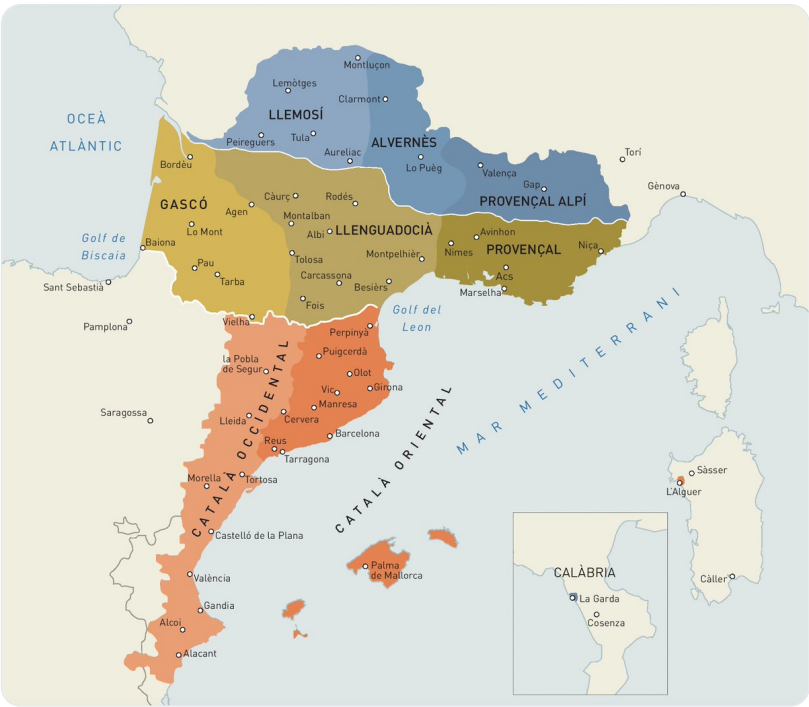 Montluçon
Lemòtges
Clarmont
LLEMOSÍ
OCEÀ
ATLÀNTIC
Peireguers
Tula
ALVERNÈS
Aureliac
Lo Puèg
Torí
Bordèu
Valença
Gap
PROVENÇAL ALPÍ
Gènova
GASCÓ
Càurç
Rodés
Agen
Montalban
Lo Mont
Albi
LLENGUADOCIÀ
Avinhon
Golf de
Biscaia
Baiona
Nimes
PROVENÇAL
Niça
Tolosa
Montpelhièr
Pau
Tarba
Carcassona
Besièrs
Acs
Marselha
Sant Sebastià
Fois
Golf del
Leon
Pamplona
Vielha
Perpinyà
Puigcerdà
la Pobla
de Segur
Olot
Vic
Girona
Manresa
Saragossa
Lleida
Cervera
Reus
Barcelona
Tarragona
CATALÀ OCCIDENTAL
CATALÀ ORIENTAL
MAR MEDITERRANI
Morella
Tortosa
Sàsser
L'Alguer
Castelló de la Plana
Palma
de Mallorca
València
CALÀBRIA
Càller
Gandia
La Garda
Alcoi
Cosenza
Alacant